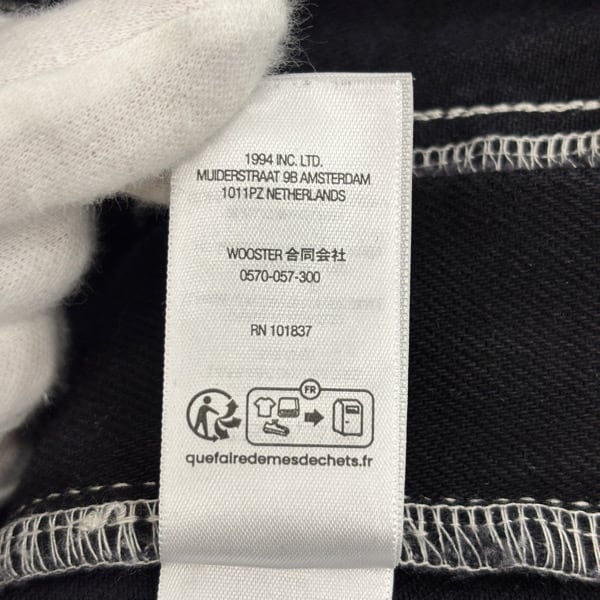 1994 INC. LTD.
MUIDERSTRAAT 9B AMSTERDAM
1011PZ NETHERLANDS
WOOSTER 合同会社
0570-057-300
RN 101837
FR
quefairedemesdechets.fr